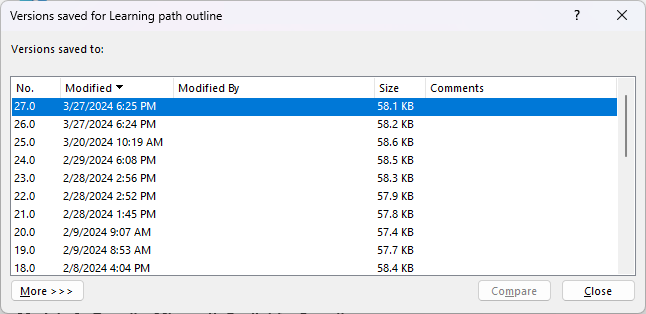 Versions saved for Learning path outline ?
Versions saved to:
No. Modified Modified By Size Comments
27.0 3/27/2024 6:25 PM 58.1 KB
26.0 3/27/2024 6:24 PM 58.2 KB
25.0 3/20/2024 10:19 AM 58.6 KB
24.0 2/29/2024 6:08 PM 58.5 KB
23.0 2/28/2024 2:56 PM 58.3 KB
22.0 2/28/2024 2:52 PM 57.9 KB
21.0 2/28/2024 1:45 PM 57.8 KB
20.0 2/9/2024 9:07 AM 57.4 KB
19.0 2/9/2024 8:53 AM 57.7 KB
18.0 2/8/2024 4:04 PM 58.4 KB
More >>> Compare Close